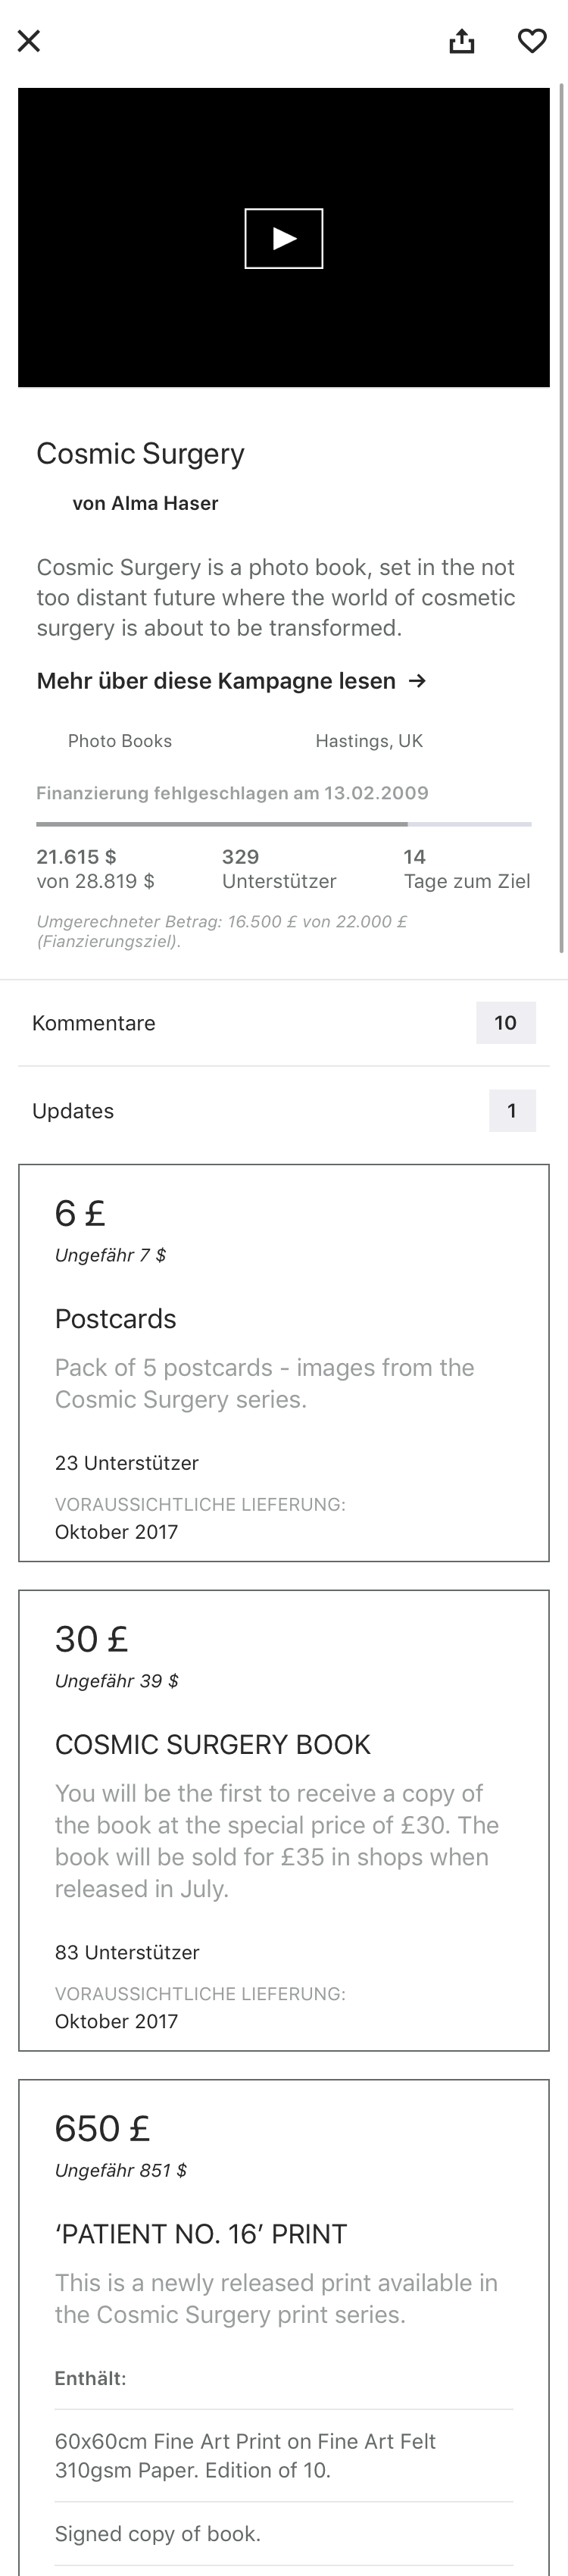 Cosmic Surgery
von Alma Haser
Cosmic Surgery is a photo book, set in the not
too distant future where the world of cosmetic
surgery is about to be transformed.
Mehr über diese Kampagne lesen →
Photo Books
Hastings, UK
Finanzierung fehlgeschlagen am 13.02.2009
21.615 $
von 28.819 $
329
Unterstützer
14
Tage zum Ziel
Umgerechneter Betrag: 16.500 £ von 22.000 £
(Fianzierungsziel).
Kommentare
10
Updates
1
6 £
Ungefähr 7 $
Postcards
Pack of 5 postcards - images from the
Cosmic Surgery series.
23 Unterstützer
VORAUSSICHTLICHE LIEFERUNG:
Oktober 2017
30 £
Ungefähr 39 $
COSMIC SURGERY BOOK
You will be the first to receive a copy of
the book at the special price of £30. The
book will be sold for £35 in shops when
released in July.
83 Unterstützer
VORAUSSICHTLICHE LIEFERUNG:
Oktober 2017
650 £
Ungefähr 851 $
‘PATIENT NO. 16’ PRINT
This is a newly released print available in
the Cosmic Surgery print series.
Enthält:
60x60cm Fine Art Print on Fine Art Felt
310gsm Paper. Edition of 10.
Signed copy of book.